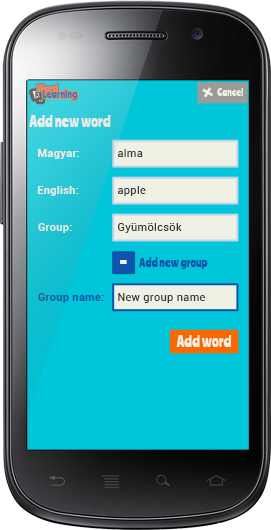 Word
Learning
Cancel
Add new word
Magyar: alma
English: apple
Group: Gyümölcsök
Add new group
Group name: New group name
Add word